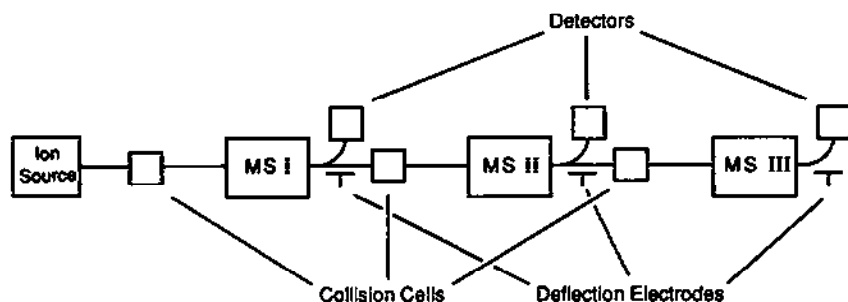 Detectors
Ion
Source
MS I
MS II
MS III
Collision Cells
Deflection Electrodes